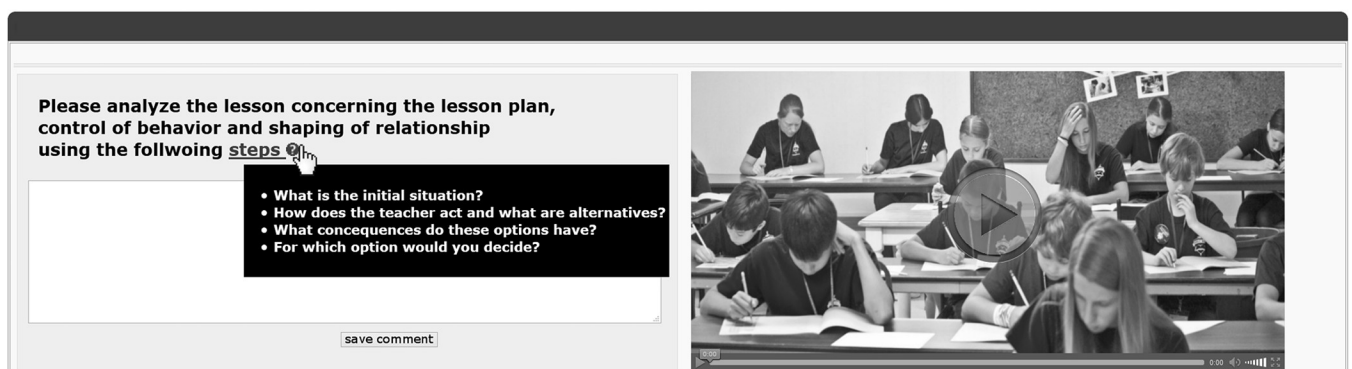 Please analyze the lesson concerning the lesson plan,
control of behavior and shaping of relationship
using the follwoing steps ?
• What is the initial situation?
• How does the teacher act and what are alternatives?
• What concequences do these options have?
• For which option would you decide?
save comment
0:00
0:00